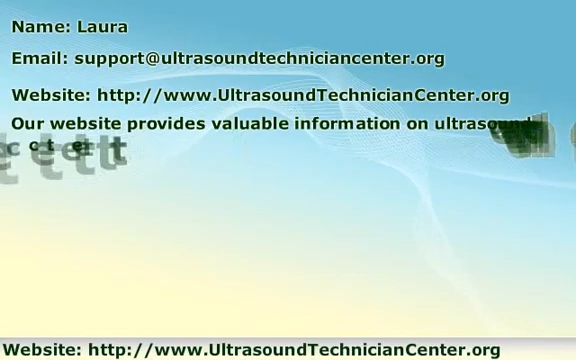 Name: Laura
Email: support@ultrasoundtechniciancenter.org
Website: http://www.UltrasoundTechnicianCenter.org
Our website provides valuable information on ultrasound
Website: http://www.UltrasoundTechnicianCenter.org